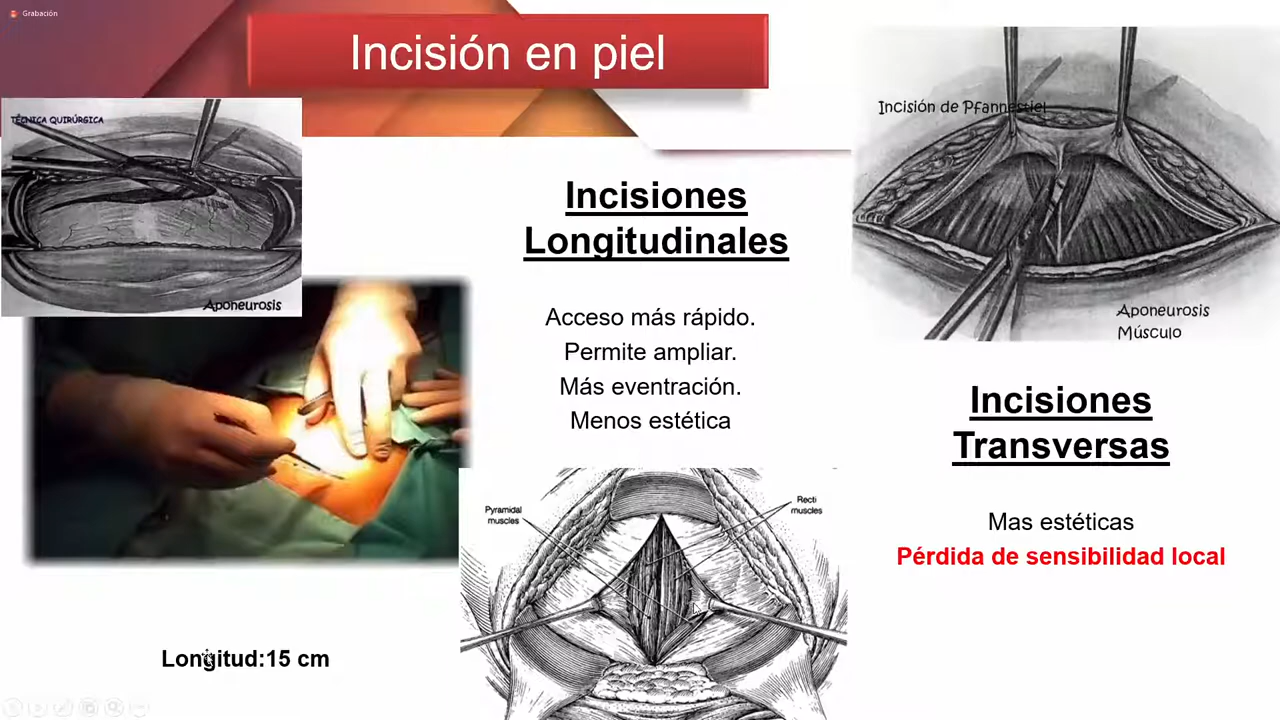 Grabación
Incisión en piel
TÉCNICA QUIRÚRGICA
Aponeurosis
Incisiones
Longitudinales
Acceso más rápido.
Permite ampliar.
Más eventración.
Menos estética
Incisión de Pfannestiel
Aponeurosis
Músculo
Incisiones
Transversas
Mas estéticas
Pérdida de sensibilidad local
Pyramidal
muscles
Recti
muscles
Longitud:15 cm